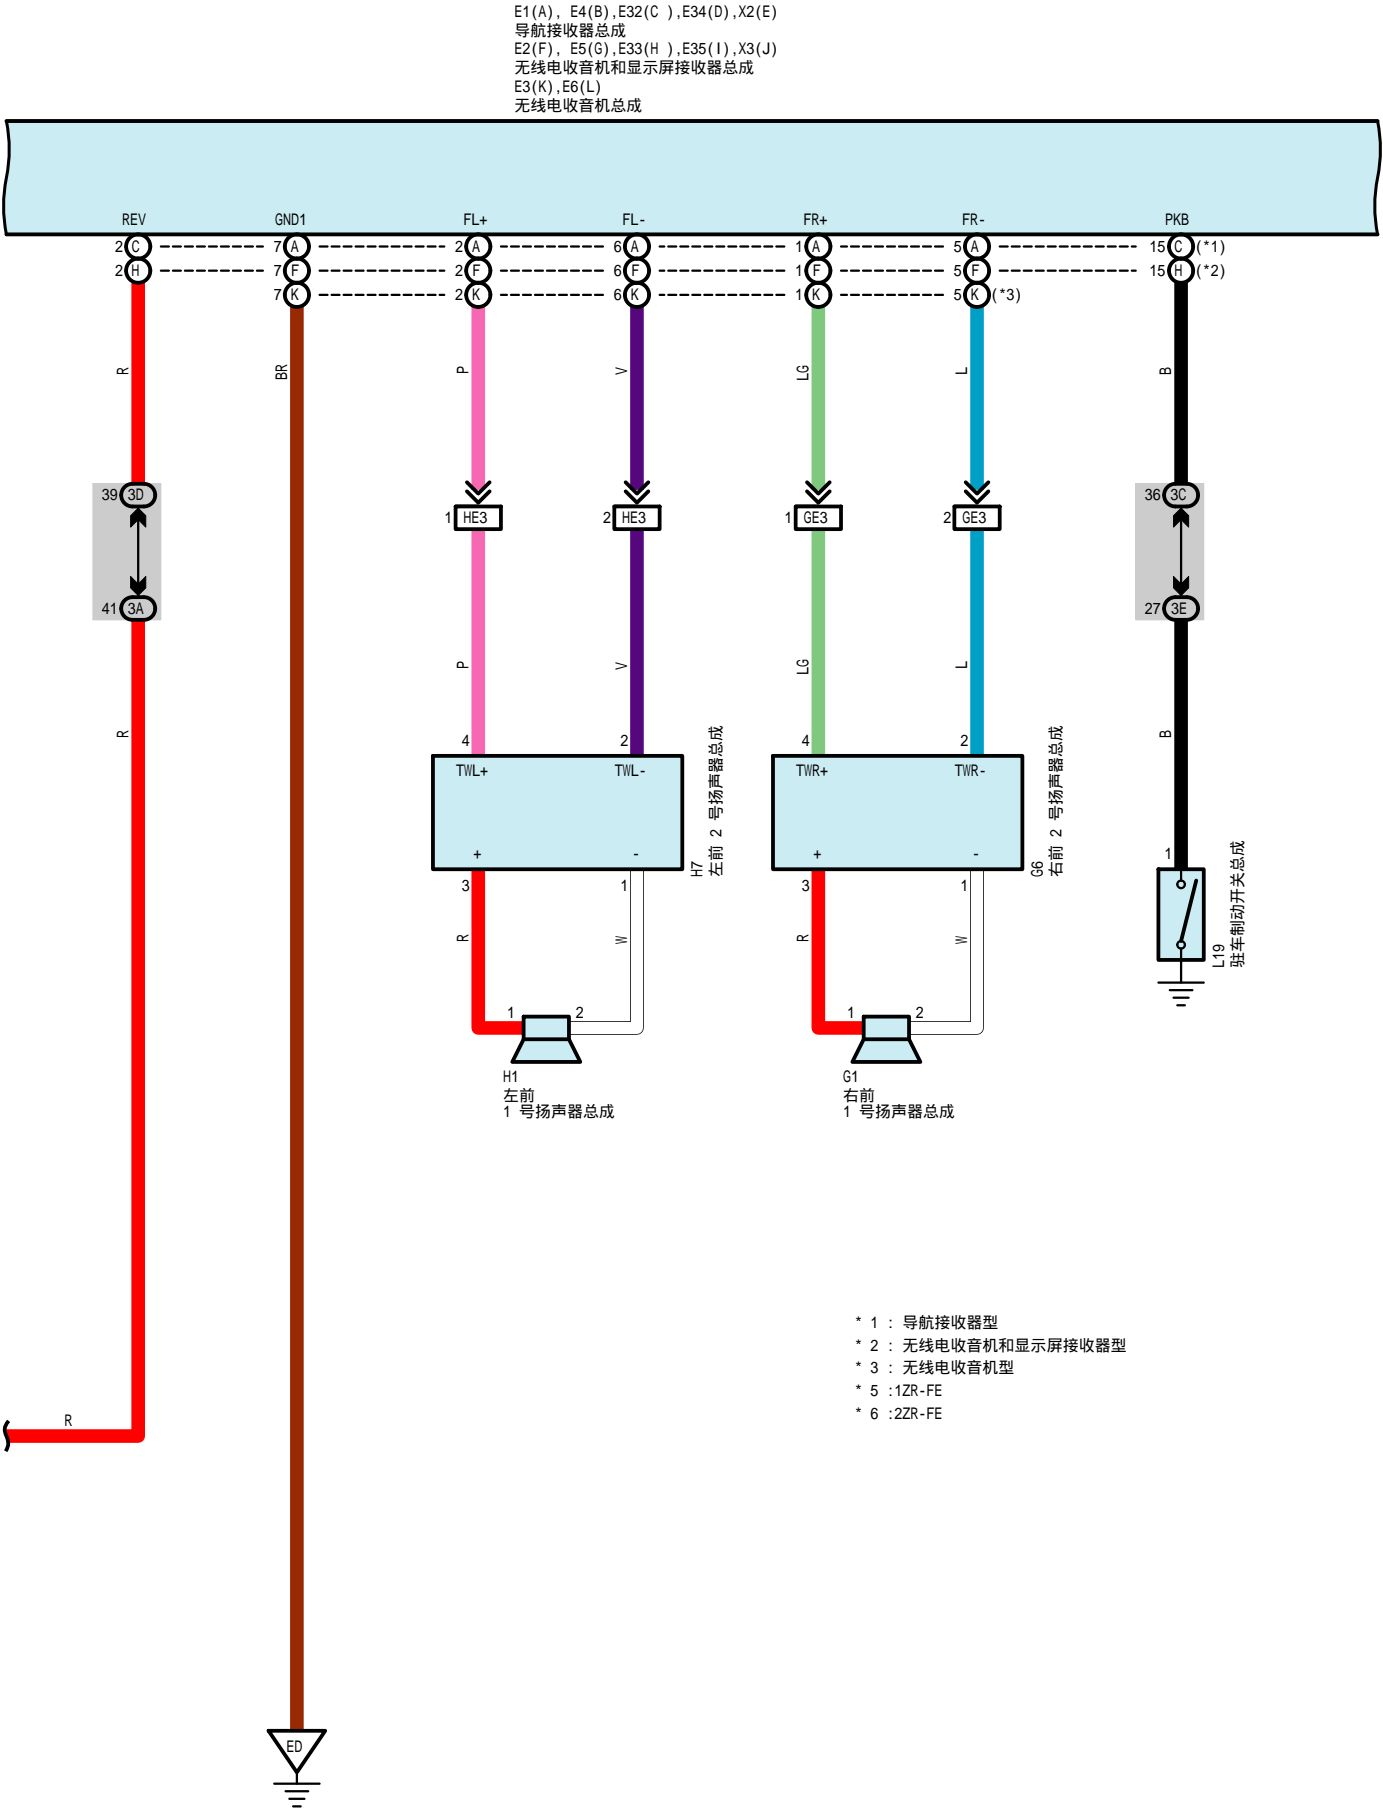 E1(A), E4(B),E32(C ),E34(D),X2(E)
导航接收器总成
E2(F), E5(G),E33(H ),E35(I),X3(J)
无线电收音机和显示屏接收器总成
E3(K),E6(L)
无线电收音机总成
REV GND1 FL+ FL- FR+ FR- PKB
2 C 7 A 2 A 6 A 1 A 5 A 15 C (*1)
2 H 7 F 2 F 6 F 1 F 5 F 15 H (*2)
7 K 2 K 6 K 1 K 5 K (*3)
R BR P V LG L B
39 3D 36 3C
1 HE3 2 HE3 1 GE3 2 GE3
41 3A 27 3E
P V LG L
R B
4 2 4 2
TWL+ TWL- TWR+ TWR-
+ - + -
H7
左前 2 号扬声器总成
G6
右前 2 号扬声器总成
3 1 3 1 1
R W R W
L19
驻车制动开关总成
1 2 1 2
H1
左前
1 号扬声器总成
G1
右前
1 号扬声器总成
* 1 : 导航接收器型
* 2 : 无线电收音机和显示屏接收器型
* 3 : 无线电收音机型
* 5 :1ZR-FE
* 6 :2ZR-FE
R
ED